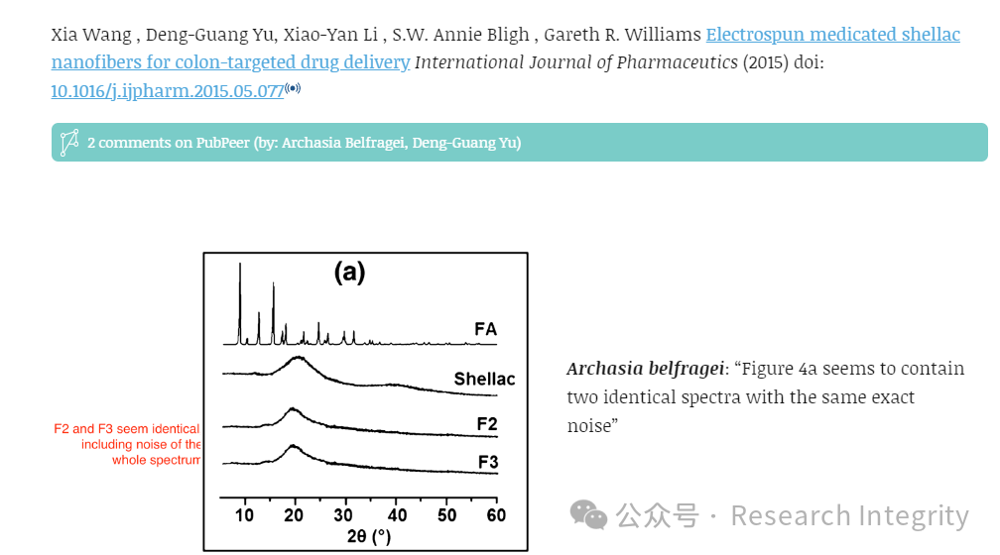 Xia Wang , Deng-Guang Yu, Xiao-Yan Li , S.W. Annie Bligh , Gareth R. Williams Electrospun medicated shellac
nanofibers for colon-targeted drug delivery International Journal of Pharmaceutics (2015) doi:
10.1016/j.ijpharm.2015.05.077
2 comments on PubPeer (by: Archasia Belfragei, Deng-Guang Yu)
(a)
FA
Shellac
F2
F3
F2 and F3 seem identical
including noise of the
whole spectrum
10 20 30 40 50 60
2θ (°)
Archasia belfragei: “Figure 4a seems to contain
two identical spectra with the same exact
noise”
公众号 · Research Integrity